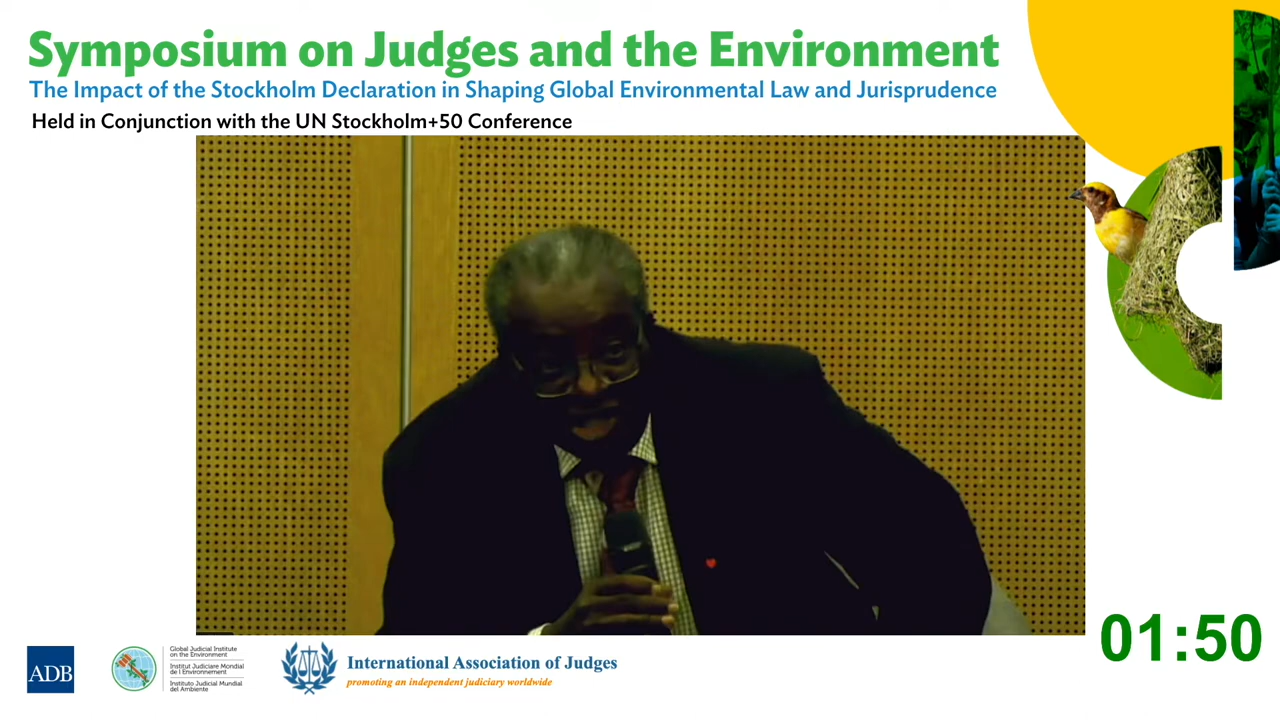 Symposium on Judges and the Environment
The Impact of the Stockholm Declaration in Shaping Global Environmental Law and Jurisprudence
Held in Conjunction with the UN Stockholm+50 Conference
01:50
ADB
Global Judicial Institute
on the Environment
Institut Judiciaire Mondial
de l'Environnement
Instituto Judicial Mundial
del Ambiente
International Association of Judges
promoting an independent judiciary worldwide